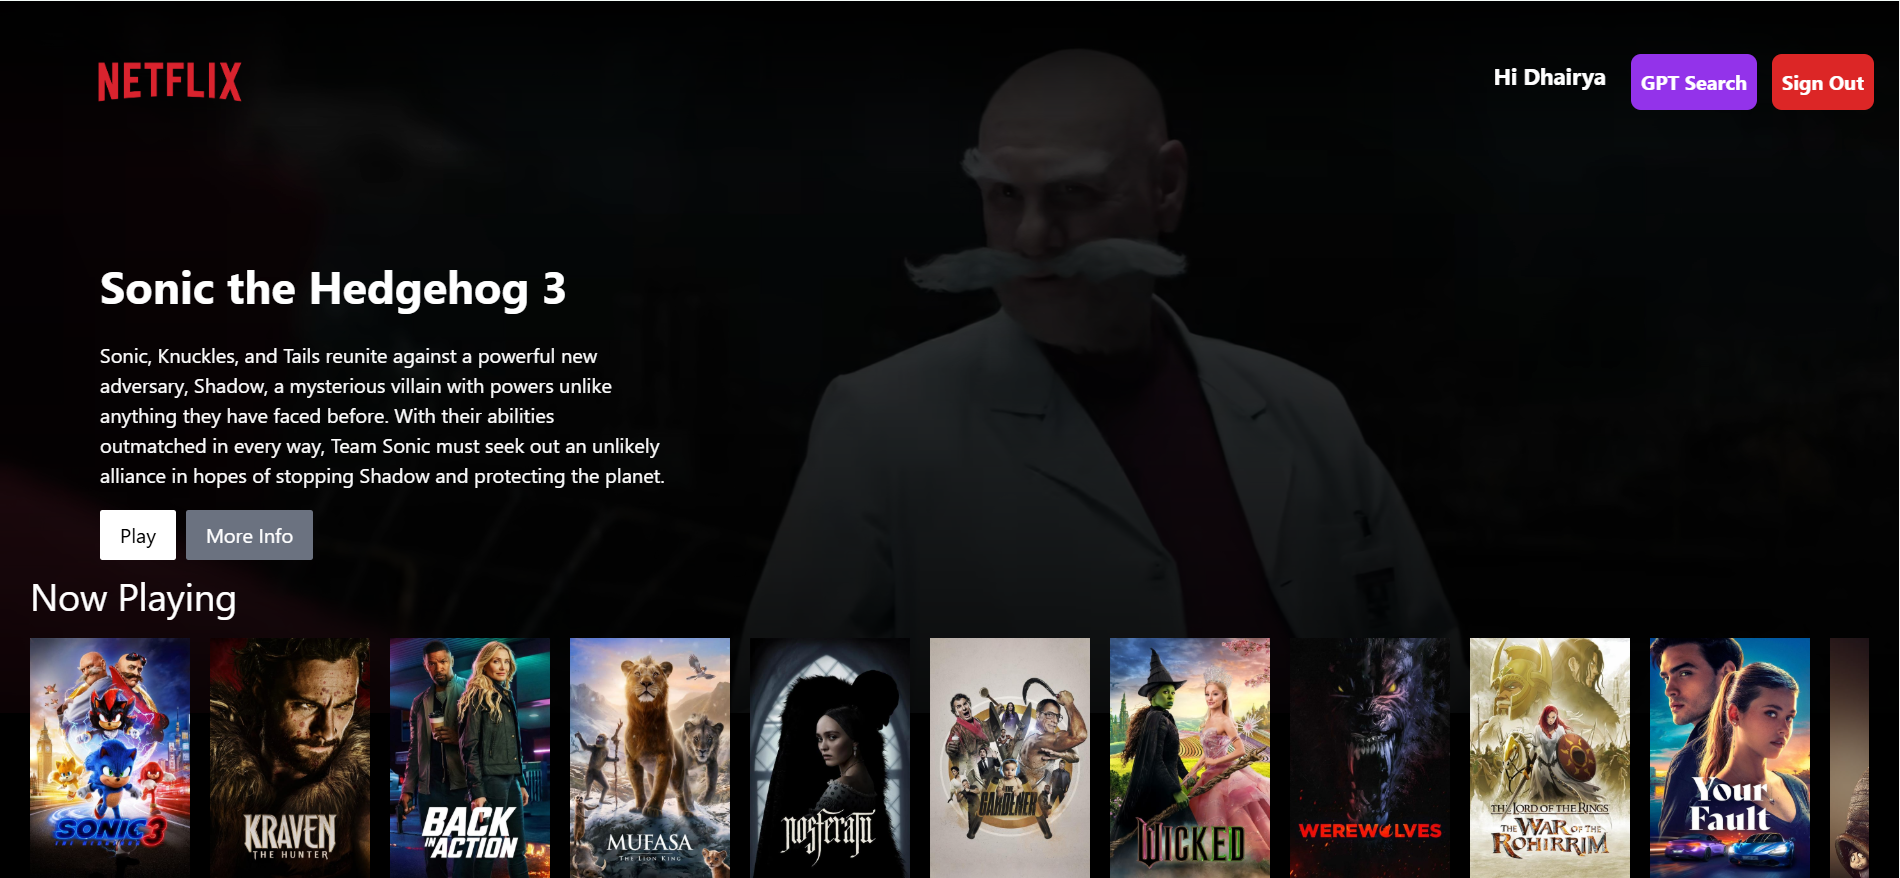 NETFLIX
Hi Dhairya
GPT Search
Sign Out
Sonic the Hedgehog 3
Sonic, Knuckles, and Tails reunite against a powerful new
adversary, Shadow, a mysterious villain with powers unlike
anything they have faced before. With their abilities
outmatched in every way, Team Sonic must seek out an unlikely
alliance in hopes of stopping Shadow and protecting the planet.
Play
More Info
Now Playing
SONIC 3
THE HEDGEHOG
KRAVEN
THE HUNTER
BACK
IN ACTION
MUFASA
THE LION KING
nosferatu
THE
GARDENER
WICKED
WEREWOLVES
THE LORD OF THE RINGS
THE WAR OF THE
ROHIRRIM
Your
Fault